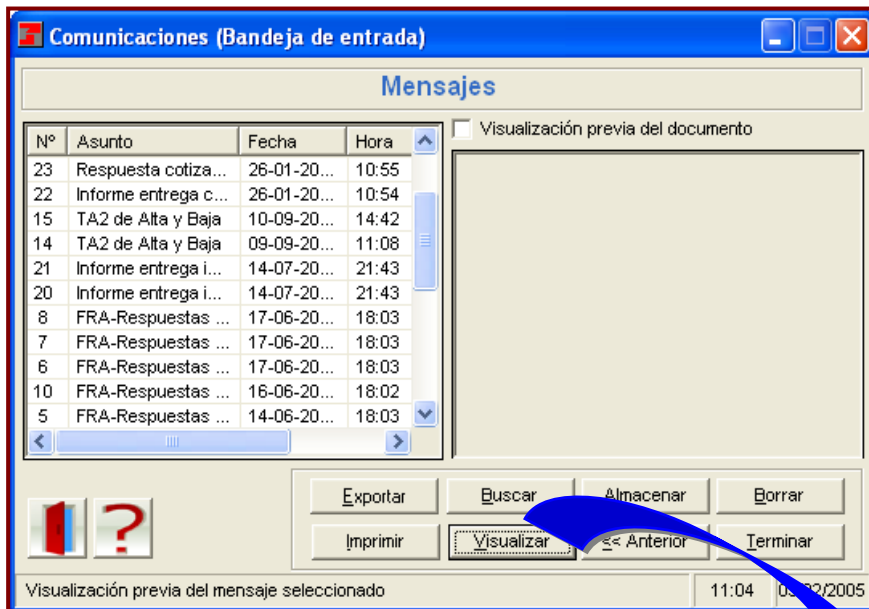 Comunicaciones (Bandeja de entrada)
Mensajes
Nº Asunto Fecha Hora
23 Respuesta cotiza... 26-01-20... 10:55
22 Informe entrega c... 26-01-20... 10:54
15 TA2 de Alta y Baja 10-09-20... 14:42
14 TA2 de Alta y Baja 09-09-20... 11:08
21 Informe entrega i... 14-07-20... 21:43
20 Informe entrega i... 14-07-20... 21:43
8 FRA-Respuestas ... 17-06-20... 18:03
7 FRA-Respuestas ... 17-06-20... 18:03
6 FRA-Respuestas ... 17-06-20... 18:03
10 FRA-Respuestas ... 16-06-20... 18:02
5 FRA-Respuestas ... 14-06-20... 18:03
Visualización previa del documento
Exportar Buscar Almacenar Borrar
Imprimir Visualizar << Anterior Terminar
Visualización previa del mensaje seleccionado 11:04